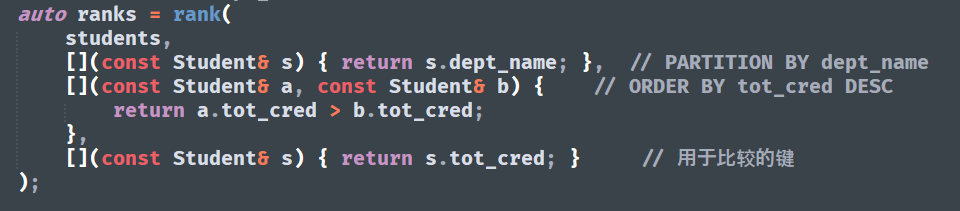 auto ranks = rank(
    students,
    [](const Student& s) { return s.dept_name; },  // PARTITION BY dept_name
    [](const Student& a, const Student& b) {    // ORDER BY tot_cred DESC
        return a.tot_cred > b.tot_cred;
    },
    [](const Student& s) { return s.tot_cred; }     // 用于比较的键
);